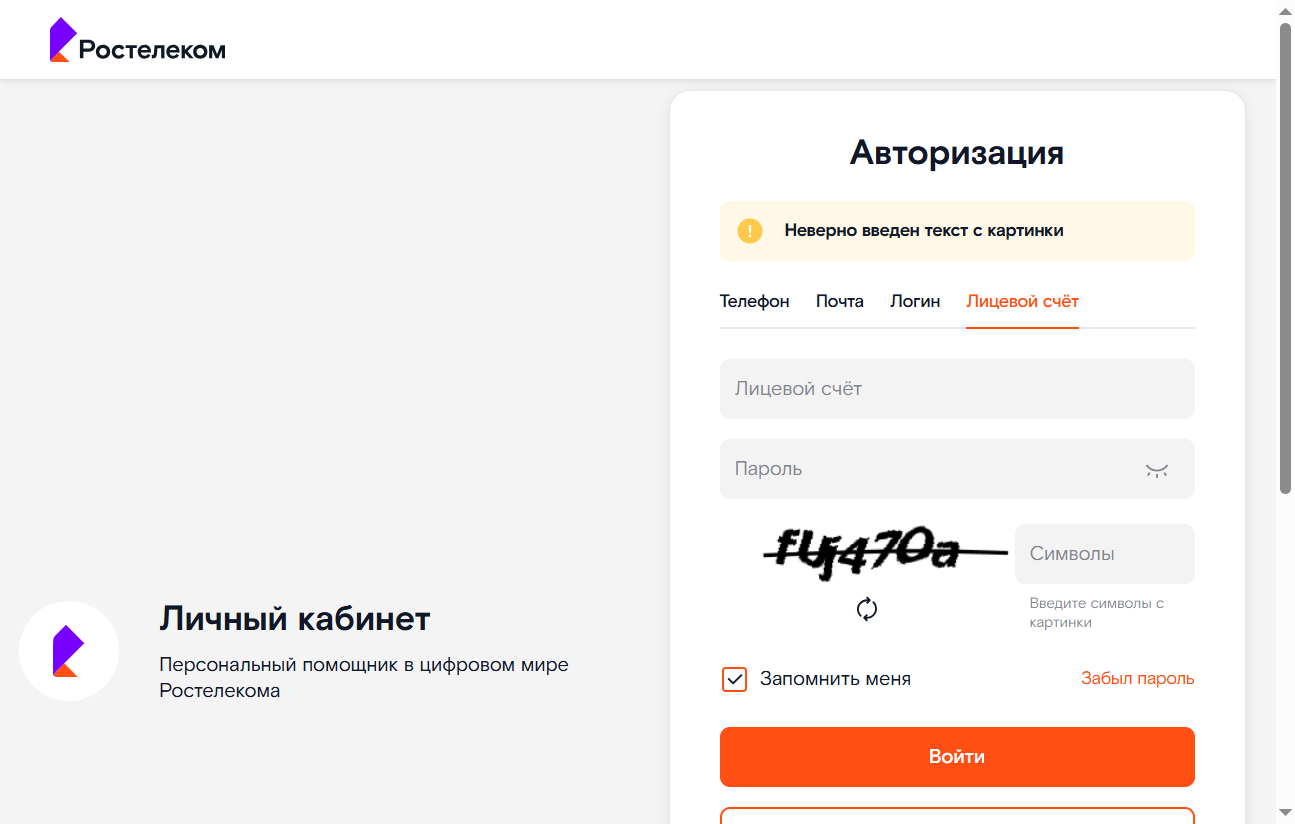 Ростелеком
Авторизация
Неверно введен текст с картинки
Телефон Почта Логин Лицевой счёт
Лицевой счёт
Пароль
Символы
Введите символы с
картинки
Личный кабинет
Персональный помощник в цифровом мире
Ростелекома
Запомнить меня
Забыл пароль
Войти